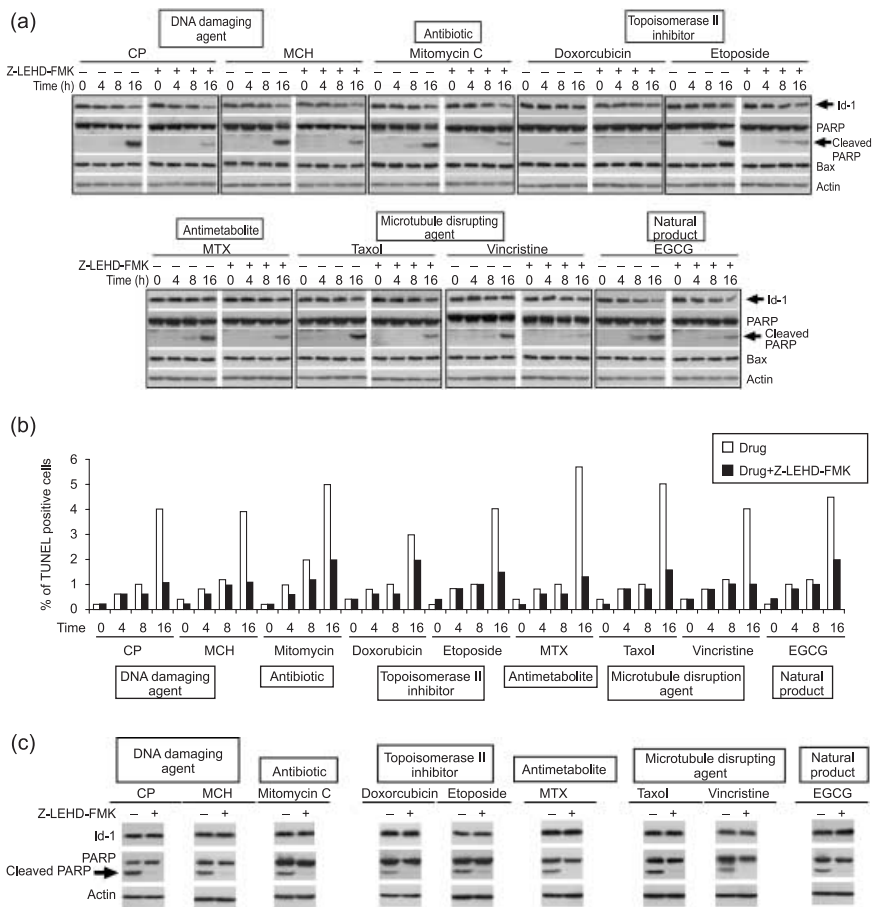 (a)
DNA damaging agent
Antibiotic
Topoisomerase II inhibitor
CP MCH Mitomycin C Doxorcubicin Etoposide
Z-LEHD-FMK – – – – + + + + – – – – + + + + – – – – + + + + – – – – + + + + – – – – + + + +
Time (h) 0 4 8 16 0 4 8 16 0 4 8 16 0 4 8 16 0 4 8 16 0 4 8 16 0 4 8 16 0 4 8 16 0 4 8 16 0 4 8 16
Id-1
PARP
Cleaved PARP
Bax
Actin
Antimetabolite
Microtubule disrupting agent
Natural product
MTX Taxol Vincristine EGCG
Z-LEHD-FMK – – – – + + + + – – – – + + + + – – – – + + + + – – – – + + + +
Time (h) 0 4 8 16 0 4 8 16 0 4 8 16 0 4 8 16 0 4 8 16 0 4 8 16 0 4 8 16 0 4 8 16
Id-1
PARP
Cleaved PARP
Bax
Actin
(b)
Drug
Drug+Z-LEHD-FMK
% of TUNEL positive cells
6
5
4
3
2
1
0
Time 0 4 8 16 0 4 8 16 0 4 8 16 0 4 8 16 0 4 8 16 0 4 8 16 0 4 8 16 0 4 8 16 0 4 8 16
CP MCH Mitomycin Doxorubicin Etoposide MTX Taxol Vincristine EGCG
DNA damaging agent
Antibiotic
Topoisomerase II inhibitor
Antimetabolite
Microtubule disruption agent
Natural product
(c)
DNA damaging agent
Antibiotic
Topoisomerase II inhibitor
Antimetabolite
Microtubule disrupting agent
Natural product
CP MCH Mitomycin C Doxorcubicin Etoposide MTX Taxol Vincristine EGCG
Z-LEHD-FMK – + – + – + – + – + – + – + – + – +
Id-1
PARP
Cleaved PARP
Actin